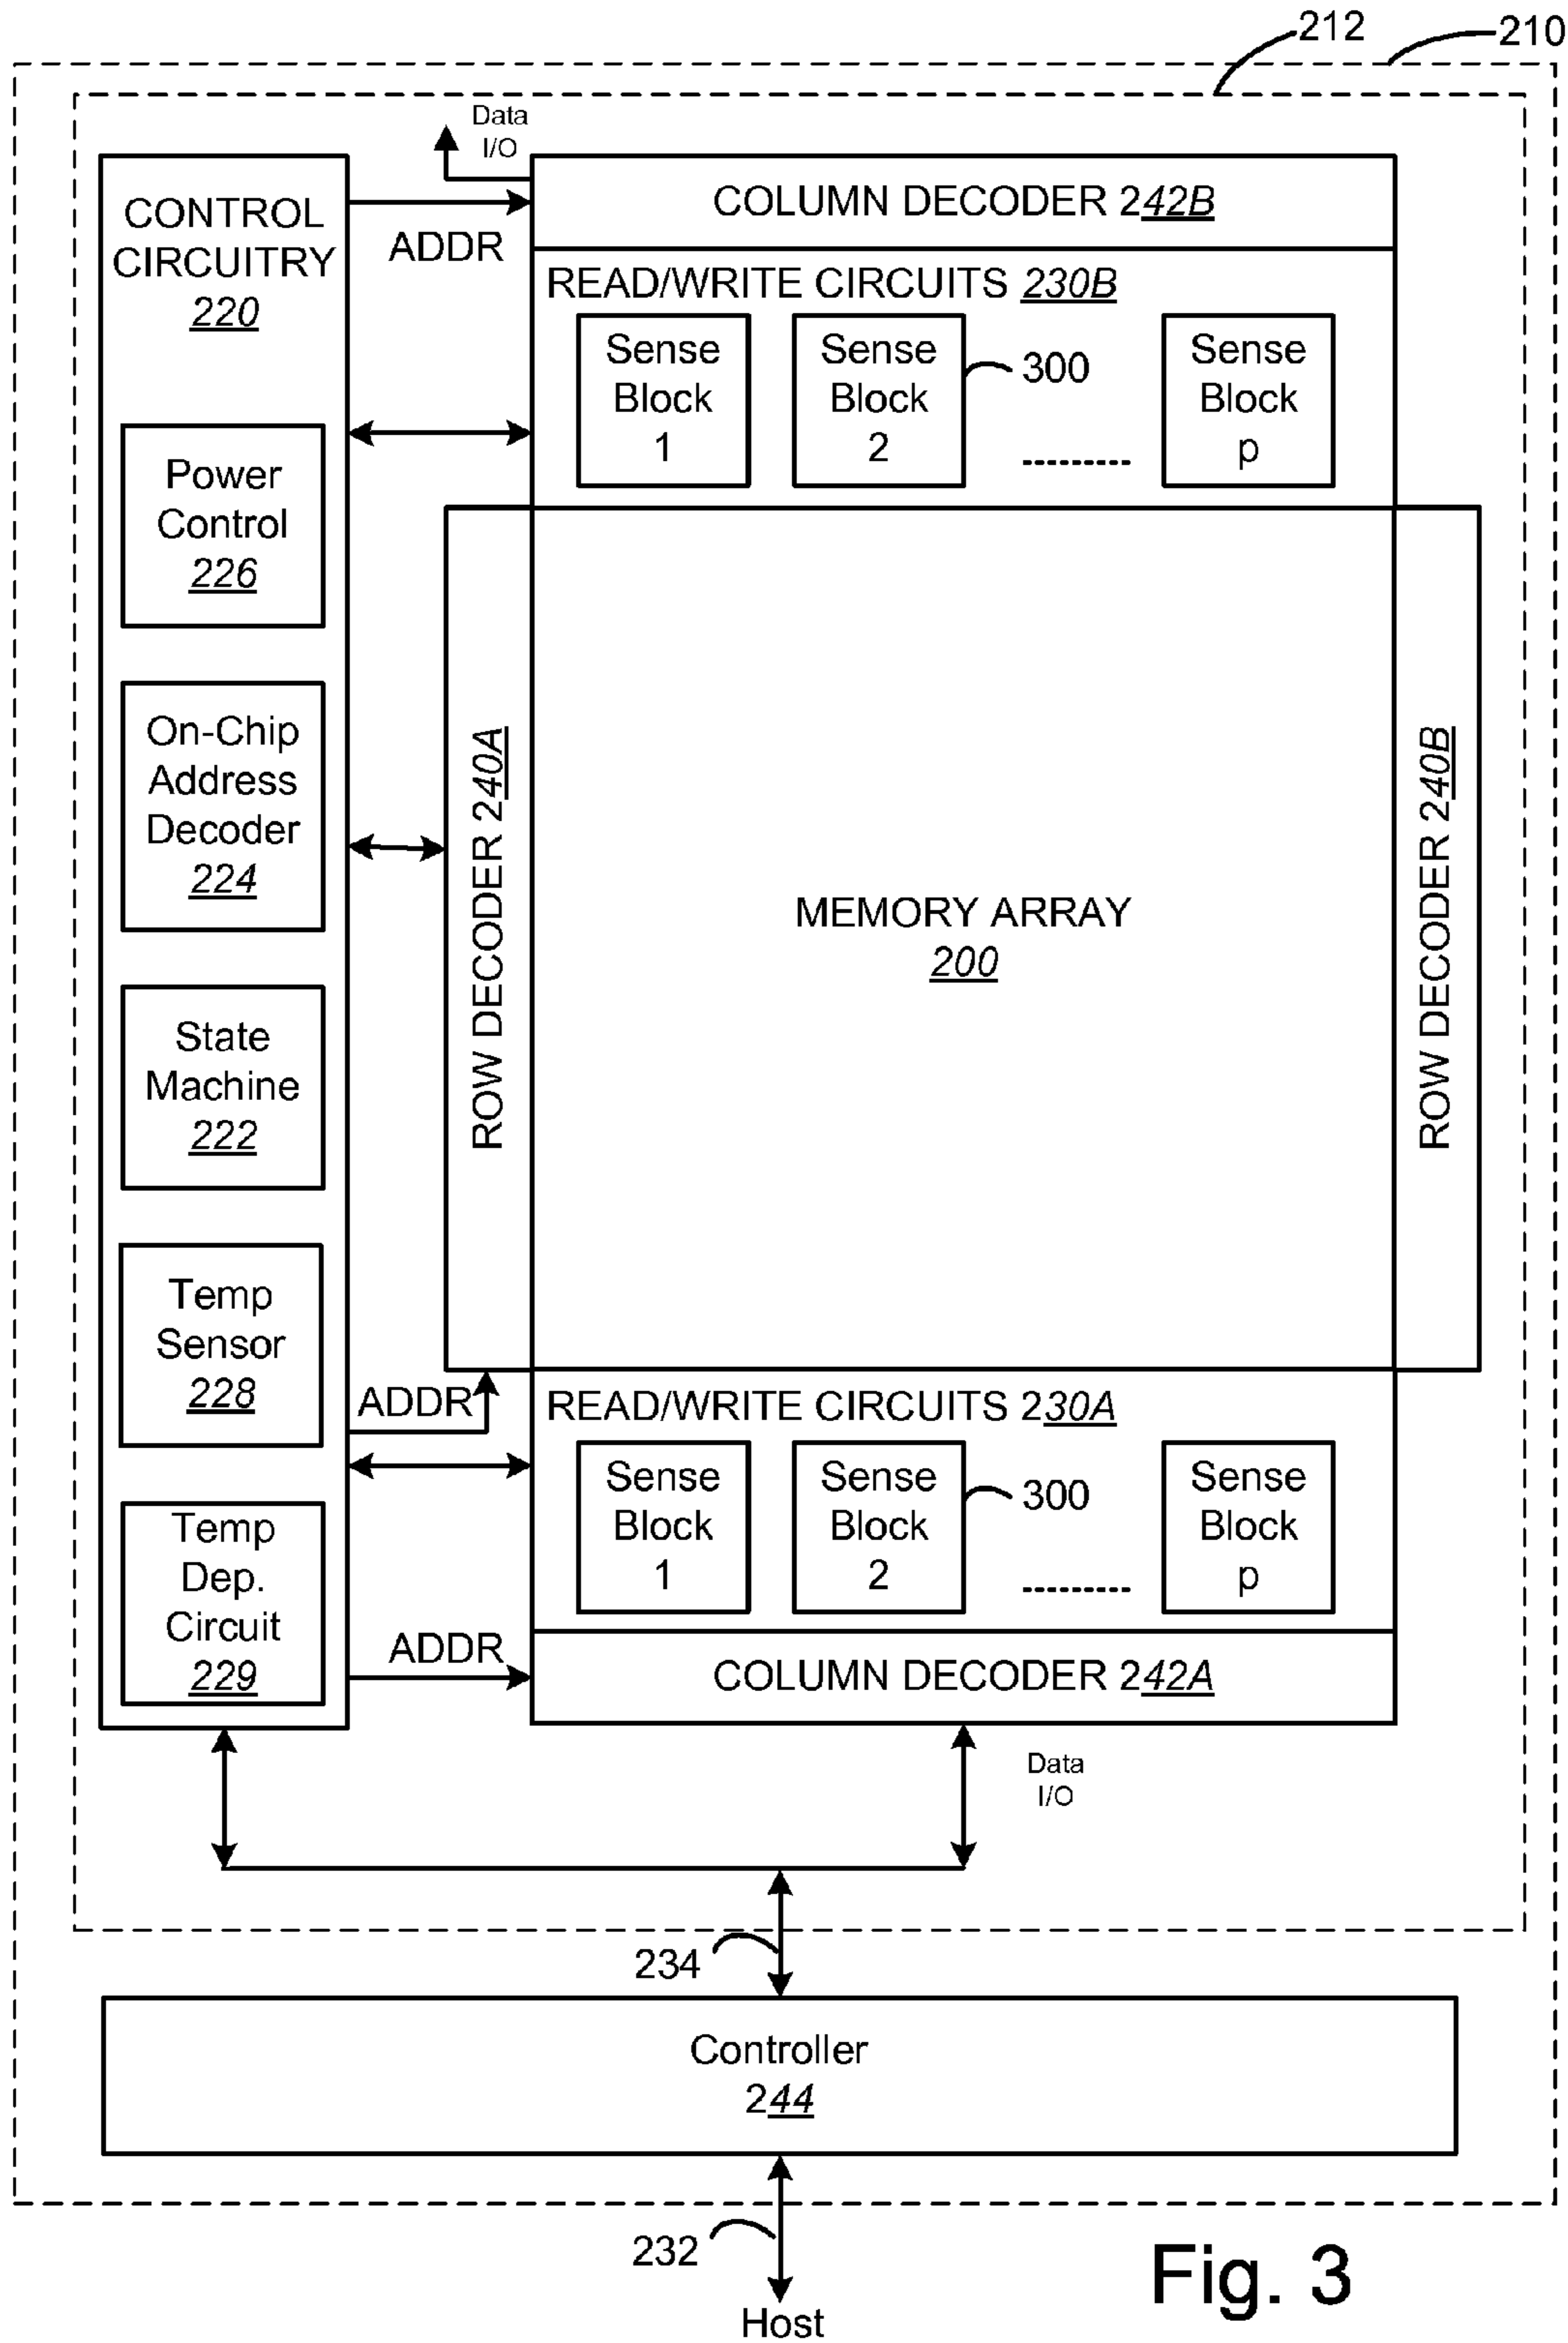 212
210
Data
I/O
CONTROL
CIRCUITRY
220
ADDR
COLUMN DECODER 242B
READ/WRITE CIRCUITS 230B
Sense
Block
1
Sense
Block
2
300
Sense
Block
p
Power
Control
226
On-Chip
Address
Decoder
224
State
Machine
222
Temp
Sensor
228
Temp
Dep.
Circuit
229
ROW DECODER 240A
MEMORY ARRAY
200
ROW DECODER 240B
ADDR
READ/WRITE CIRCUITS 230A
Sense
Block
1
Sense
Block
2
300
Sense
Block
p
ADDR
COLUMN DECODER 242A
Data
I/O
234
Controller
244
232
Host
Fig. 3